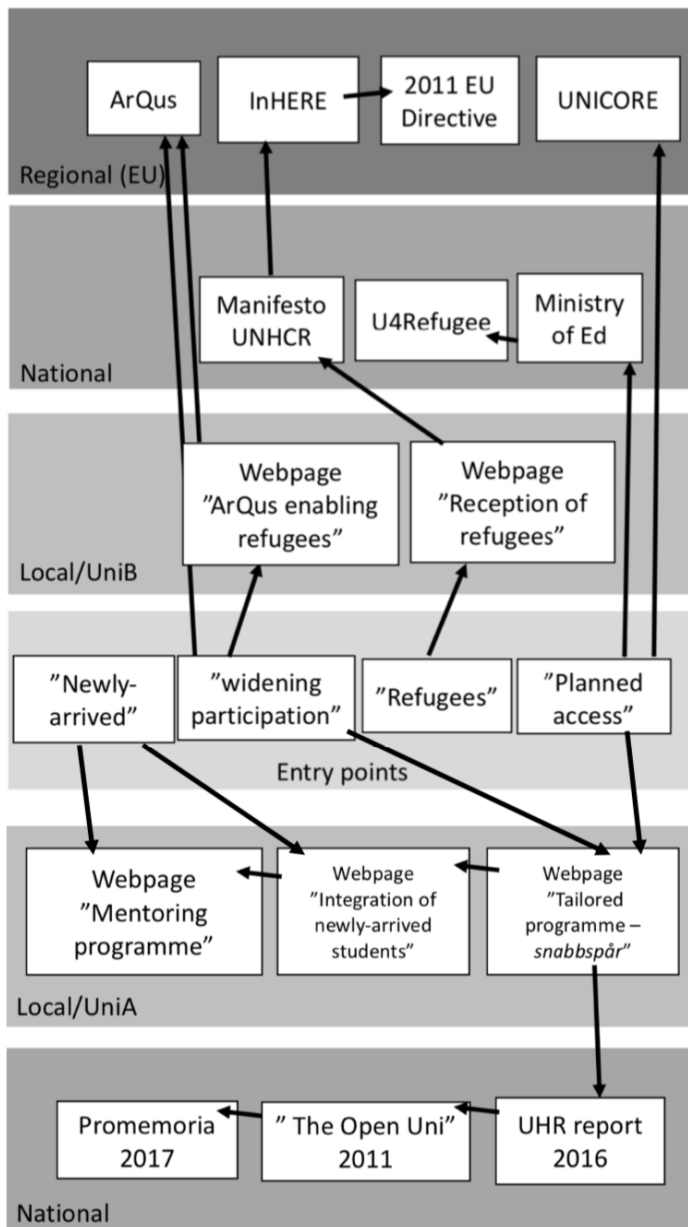 ArQus
InHERE
2011 EU
Directive
UNICORE
Regional (EU)
Manifesto
UNHCR
U4Refugee
Ministry
of Ed
National
Webpage
”ArQus enabling
refugees”
Webpage
”Reception of
refugees”
Local/UniB
”Newly-
arrived”
”widening
participation”
”Refugees”
”Planned
access”
Entry points
Webpage
”Mentoring
programme”
Webpage
”Integration of
newly-arrived
students”
Webpage
”Tailored
programme –
snabbspår”
Local/UniA
Promemoria
2017
” The Open Uni”
2011
UHR report
2016
National